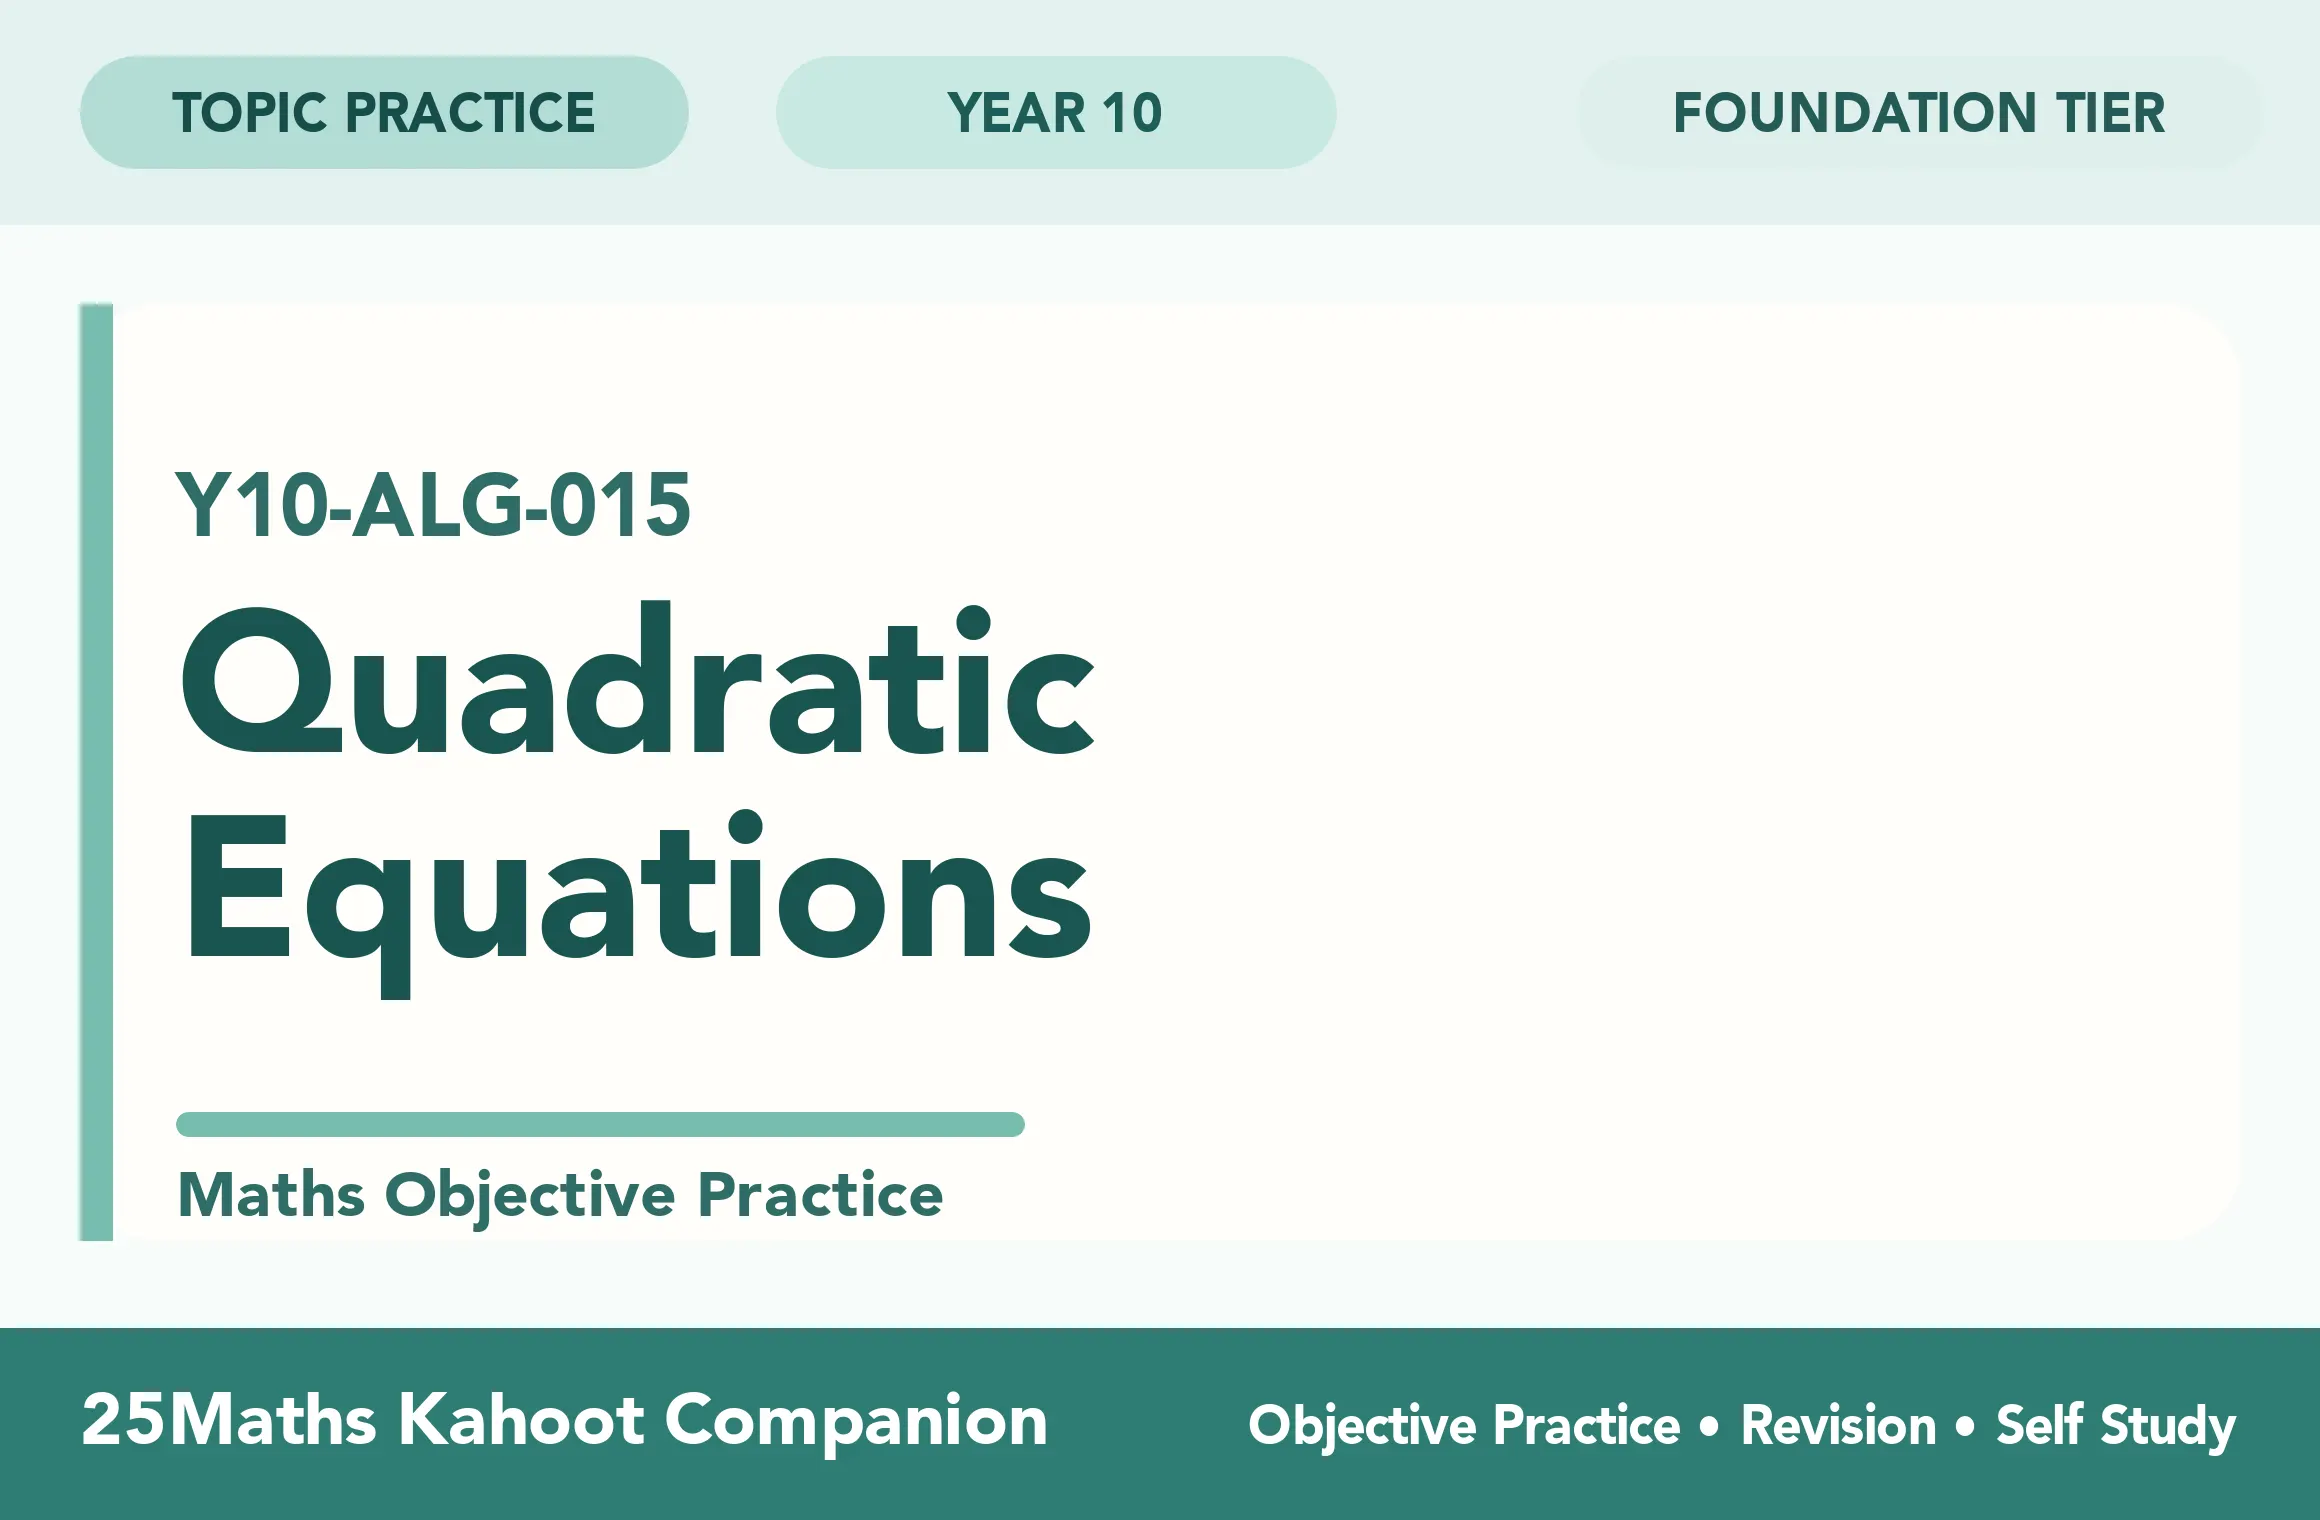 TOPIC PRACTICE
YEAR 10
FOUNDATION TIER
Y10-ALG-015
Quadratic
Equations
Maths Objective Practice
25Maths Kahoot Companion
Objective Practice • Revision • Self Study